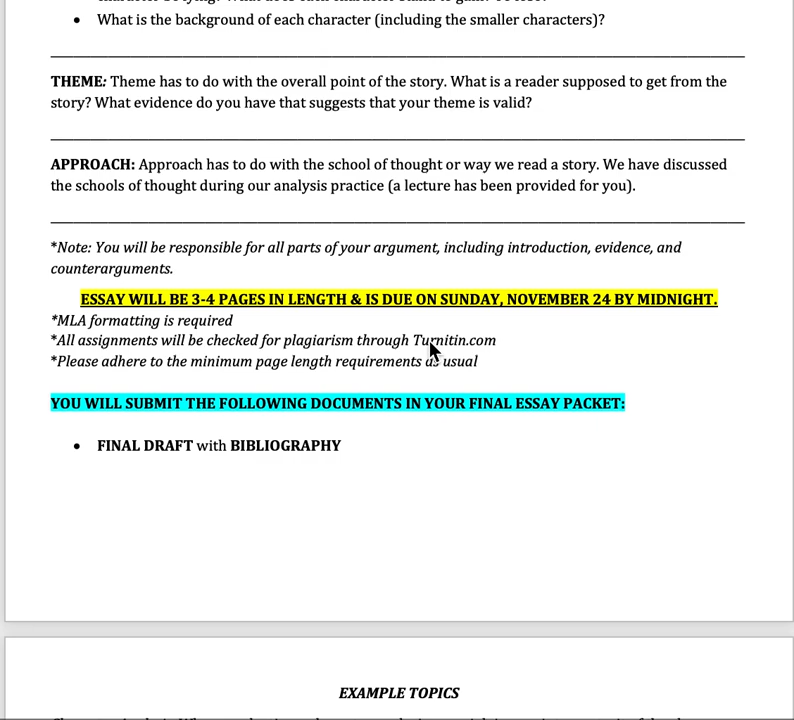 • What is the background of each character (including the smaller characters)?
THEME: Theme has to do with the overall point of the story. What is a reader supposed to get from the
story? What evidence do you have that suggests that your theme is valid?
APPROACH: Approach has to do with the school of thought or way we read a story. We have discussed
the schools of thought during our analysis practice (a lecture has been provided for you).
*Note: You will be responsible for all parts of your argument, including introduction, evidence, and
counterarguments.
ESSAY WILL BE 3-4 PAGES IN LENGTH & IS DUE ON SUNDAY, NOVEMBER 24 BY MIDNIGHT.
*MLA formatting is required
*All assignments will be checked for plagiarism through Turnitin.com
*Please adhere to the minimum page length requirements as usual
YOU WILL SUBMIT THE FOLLOWING DOCUMENTS IN YOUR FINAL ESSAY PACKET:
• FINAL DRAFT with BIBLIOGRAPHY
EXAMPLE TOPICS